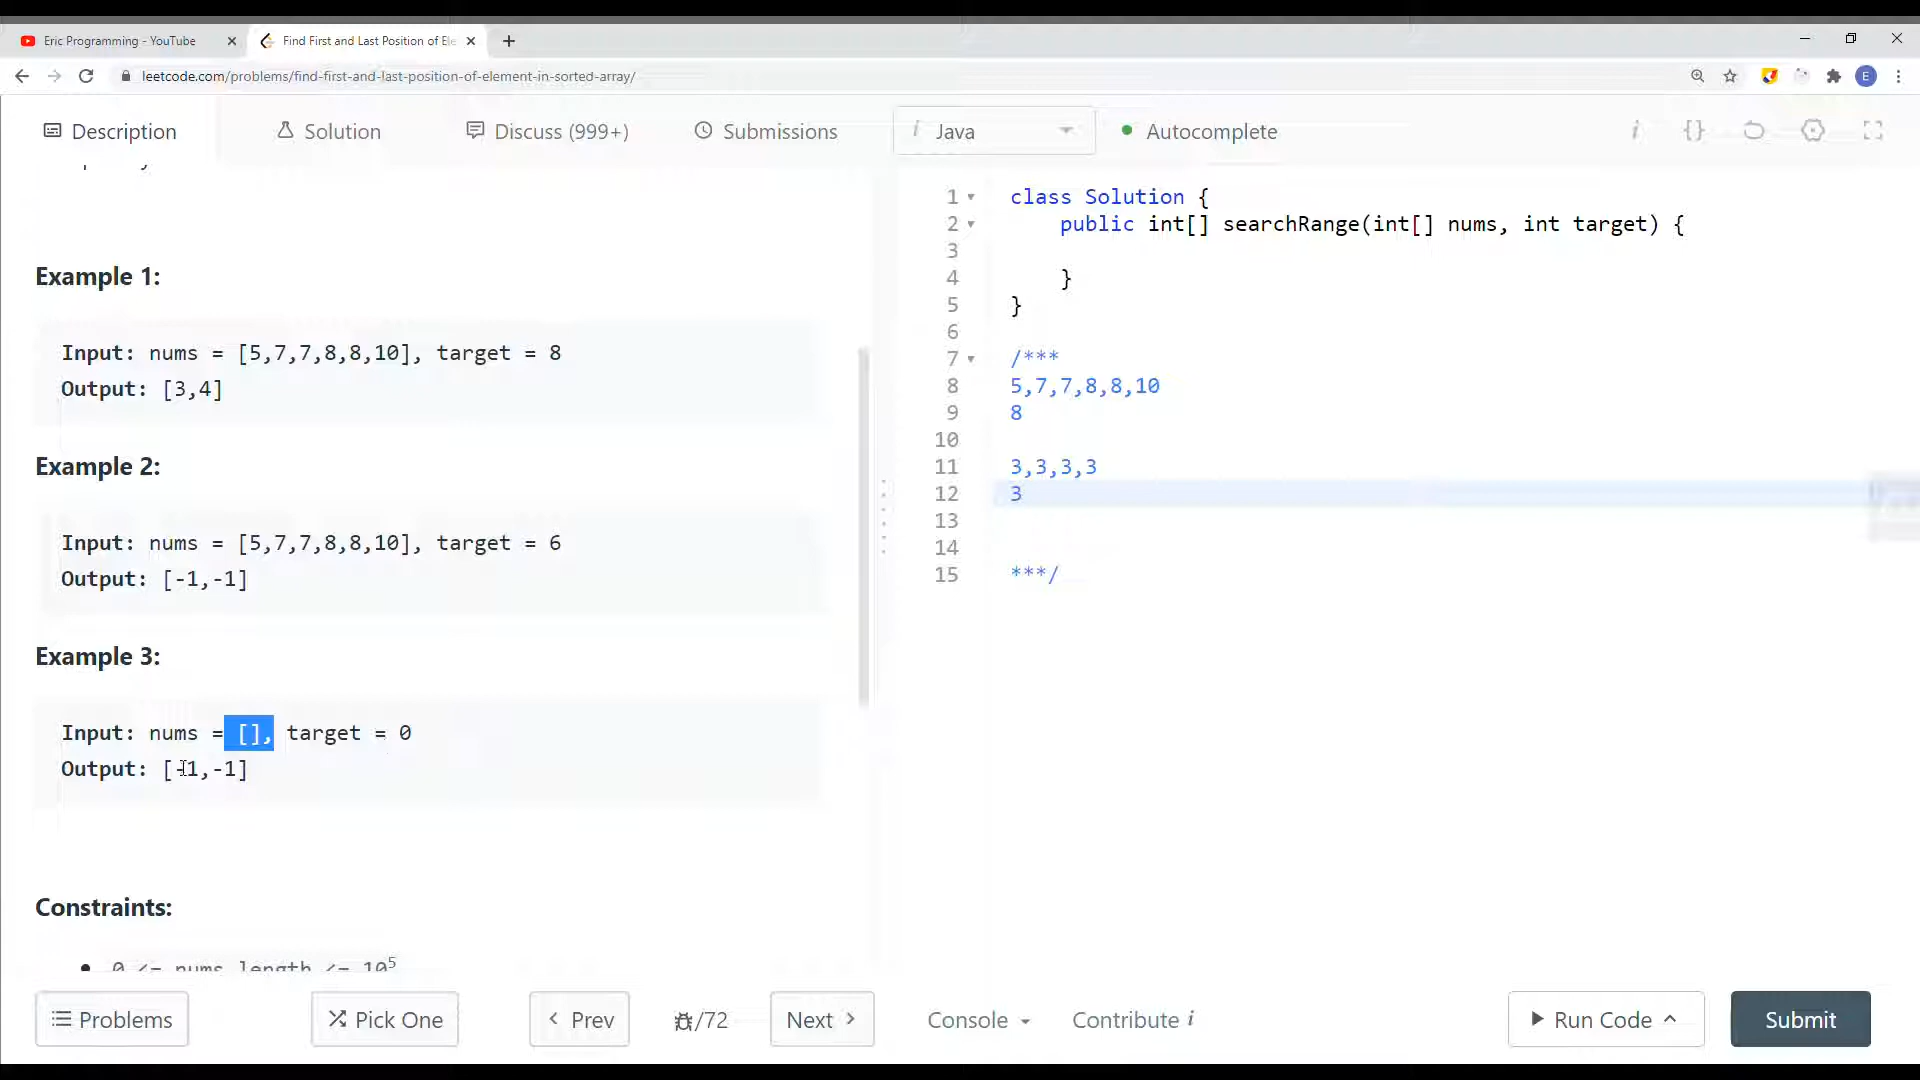 Eric Programming - YouTube
Find First and Last Position of Ele
leetcode.com/problems/find-first-and-last-position-of-element-in-sorted-array/
E
Description
Solution
Discuss (999+)
Submissions
i Java
Autocomplete
i {}
Example 1:
Input: nums = [5,7,7,8,8,10], target = 8
Output: [3,4]
Example 2:
Input: nums = [5,7,7,8,8,10], target = 6
Output: [-1,-1]
Example 3:
Input: nums = [], target = 0
Output: [-1,-1]
Constraints:
0 <= nums.length <= 10⁵
1 class Solution {
2 public int[] searchRange(int[] nums, int target) {
3
4 }
5 }
6
7 /***
8 5,7,7,8,8,10
9 8
10
11 3,3,3,3
12 3
13
14
15 ***/
Problems
Pick One
Prev
/72
Next
Console
Contribute i
Run Code
Submit